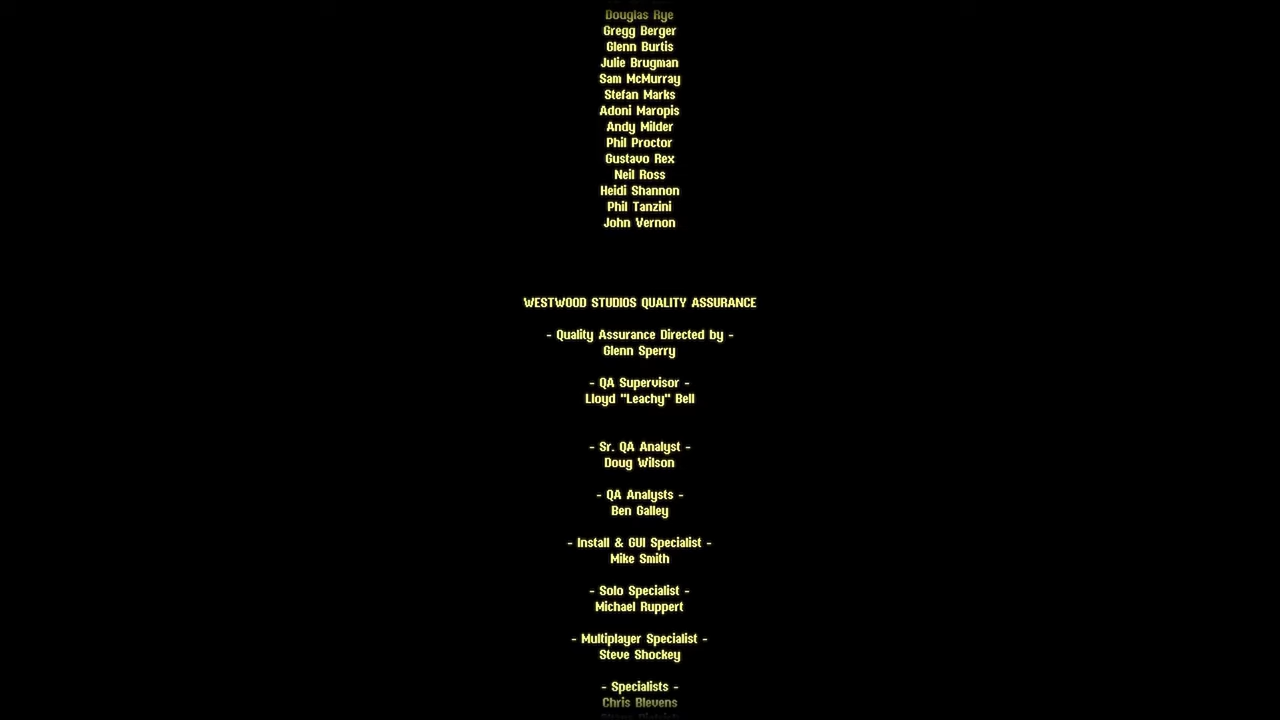 Douglas Rye
Gregg Berger
Glenn Burtis
Julie Brugman
Sam McMurray
Stefan Marks
Adoni Maropis
Andy Milder
Phil Proctor
Gustavo Rex
Neil Ross
Heidi Shannon
Phil Tanzini
John Vernon
WESTWOOD STUDIOS QUALITY ASSURANCE
- Quality Assurance Directed by -
Glenn Sperry
- QA Supervisor -
Lloyd "Leachy" Bell
- Sr. QA Analyst -
Doug Wilson
- QA Analysts -
Ben Galley
- Install & GUI Specialist -
Mike Smith
- Solo Specialist -
Michael Ruppert
- Multiplayer Specialist -
Steve Shockey
- Specialists -
Chris Blevens